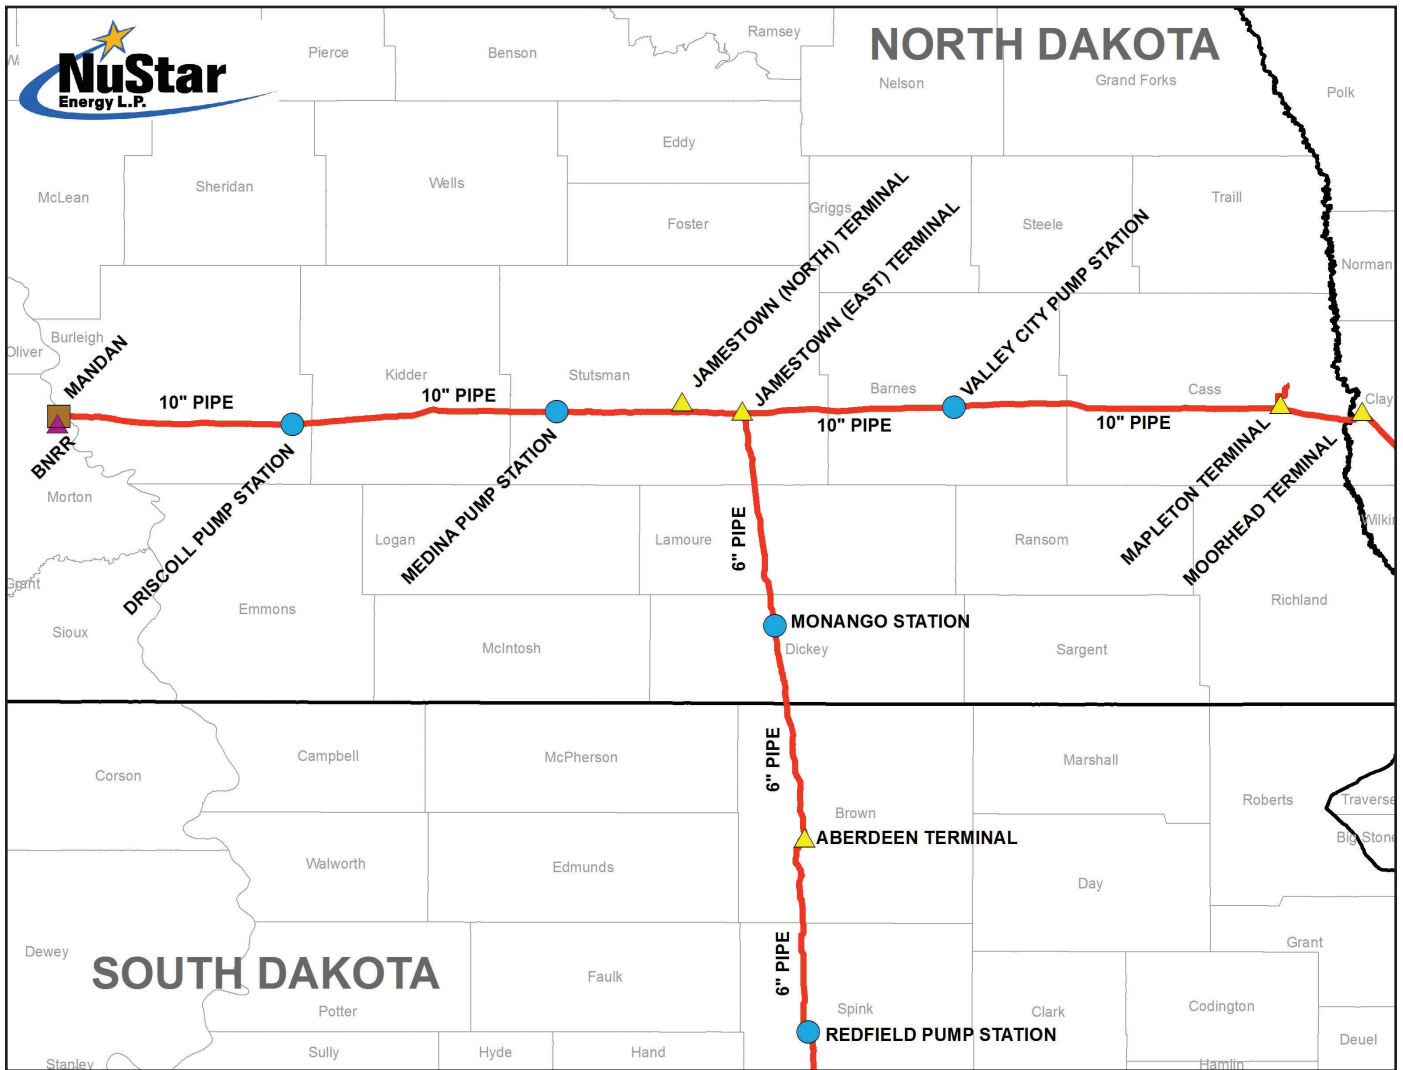 NuStar
Energy L.P.
NORTH DAKOTA
Pierce
Benson
Ramsey
Nelson
Grand Forks
Polk
Eddy
McLean
Sheridan
Wells
Foster
Griggs
Steele
Traill
Norman
JAMESTOWN (NORTH) TERMINAL
JAMESTOWN (EAST) TERMINAL
VALLEY CITY PUMP STATION
Burleigh
Oliver
MANDAN
Kidder
Stutsman
Barnes
Cass
Clay
10" PIPE
10" PIPE
10" PIPE
10" PIPE
BNRR
Morton
DRISCOLL PUMP STATION
MEDINA PUMP STATION
MAPLETON TERMINAL
MOORHEAD TERMINAL
6" PIPE
Logan
Lamoure
Ransom
Wilkin
Grant
Emmons
Richland
Sioux
MONANGO STATION
McIntosh
Dickey
Sargent
Campbell
McPherson
Marshall
Corson
6" PIPE
Roberts
Traverse
Brown
Big Stone
ABERDEEN TERMINAL
Walworth
Edmunds
Day
Dewey
SOUTH DAKOTA
6" PIPE
Grant
Faulk
Potter
Spink
Clark
Codington
REDFIELD PUMP STATION
Deuel
Sully
Hyde
Hand
Stanley
Hamlin